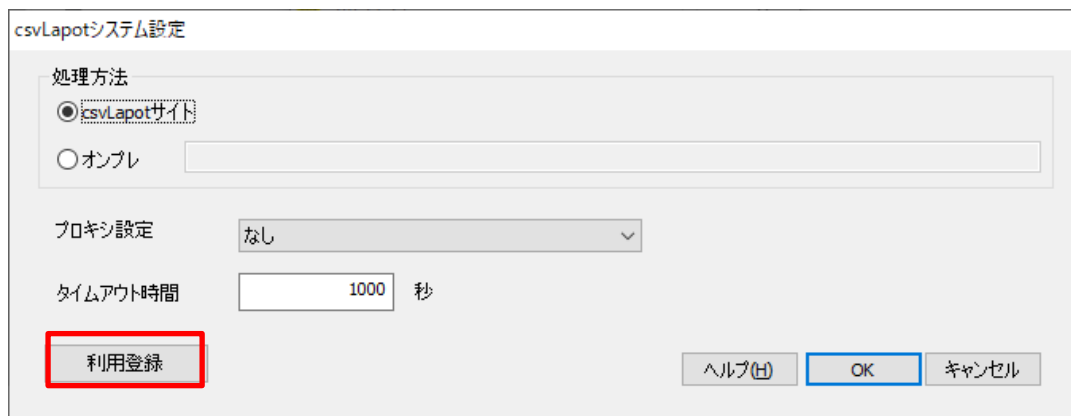 csvLapotシステム設定
処理方法
csvLapotサイト
オンプレ
プロキシ設定 なし
タイムアウト時間 1000 秒
利用登録 ヘルプ(H) OK キャンセル